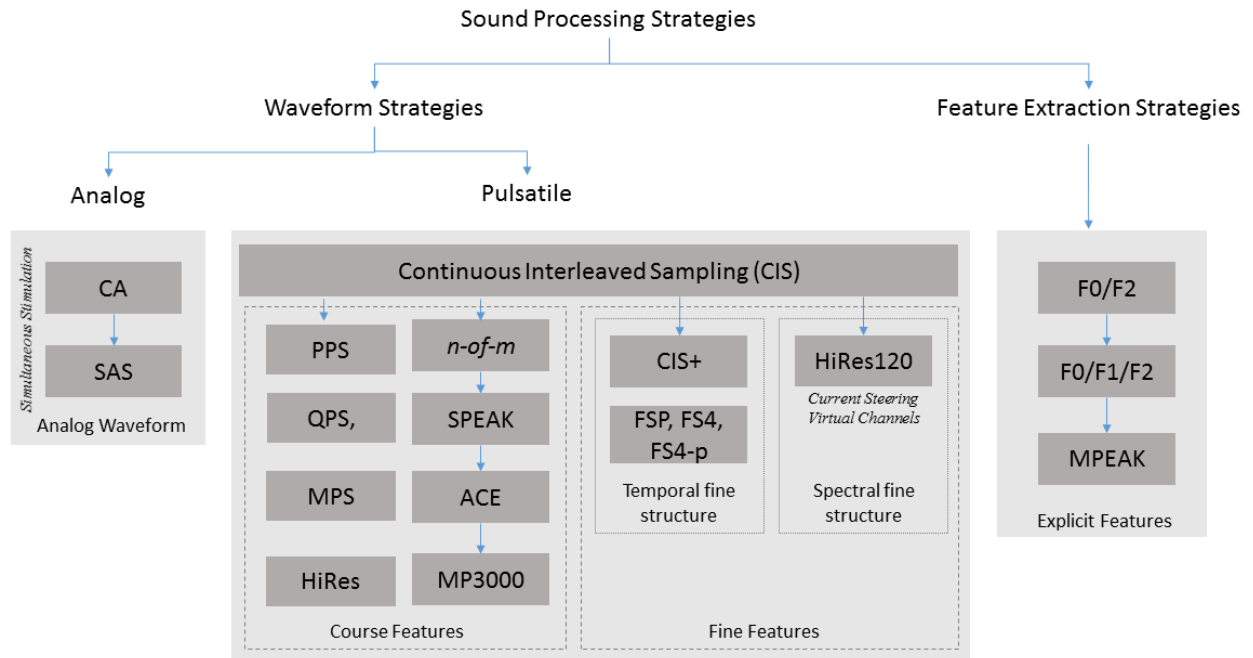 Sound Processing Strategies
Waveform Strategies
Feature Extraction Strategies
Analog
Pulsatile
Simultaneous Stimulation
CA
SAS
Analog Waveform
Continuous Interleaved Sampling (CIS)
PPS
QPS,
MPS
HiRes
n-of-m
SPEAK
ACE
MP3000
Course Features
CIS+
FSP, FS4,
FS4-p
Temporal fine
structure
HiRes120
Current Steering
Virtual Channels
Spectral fine
structure
Fine Features
F0/F2
F0/F1/F2
MPEAK
Explicit Features